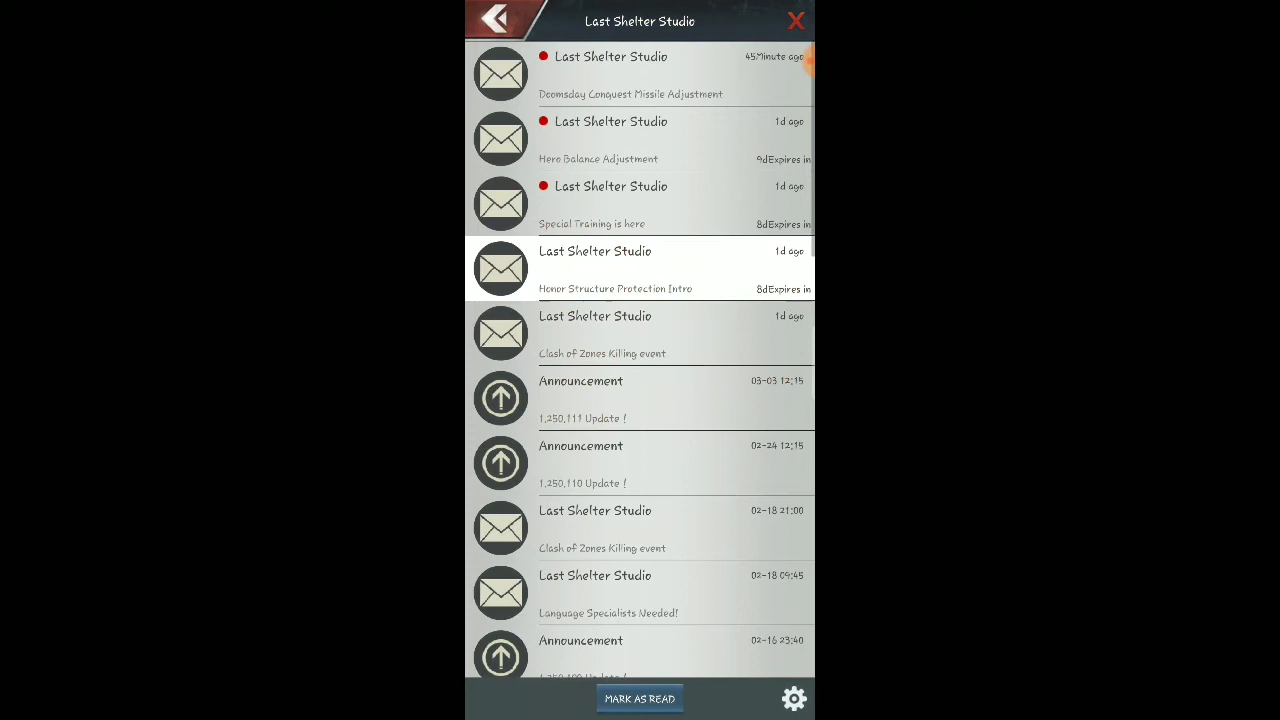 Last Shelter Studio
X
Last Shelter Studio 45Minute ago
Doomsday Conquest Missile Adjustment
Last Shelter Studio 1d ago
Hero Balance Adjustment 9dExpires in
Last Shelter Studio 1d ago
Special Training is here 8dExpires in
Last Shelter Studio 1d ago
Honor Structure Protection Intro 8dExpires in
Last Shelter Studio 1d ago
Clash of Zones Killing event
Announcement 03-03 12:15
1.250.111 Update !
Announcement 02-24 12:15
1.250.110 Update !
Last Shelter Studio 02-18 21:00
Clash of Zones Killing event
Last Shelter Studio 02-18 09:45
Language Specialists Needed!
Announcement 02-16 23:40
MARK AS READ